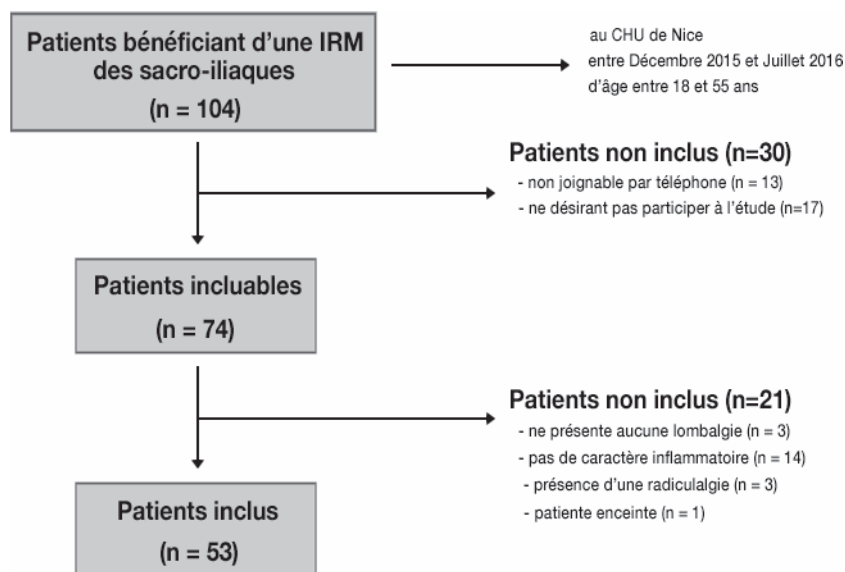 Patients bénéficiant d'une IRM
des sacro-iliaques
(n = 104)
au CHU de Nice
entre Décembre 2015 et Juillet 2016
d'âge entre 18 et 55 ans
Patients non inclus (n=30)
- non joignable par téléphone (n = 13)
- ne désirant pas participer à l'étude (n=17)
Patients incluables
(n = 74)
Patients non inclus (n=21)
- ne présente aucune lombalgie (n = 3)
- pas de caractère inflammatoire (n = 14)
- présence d'une radiculalgie (n = 3)
- patiente enceinte (n = 1)
Patients inclus
(n = 53)